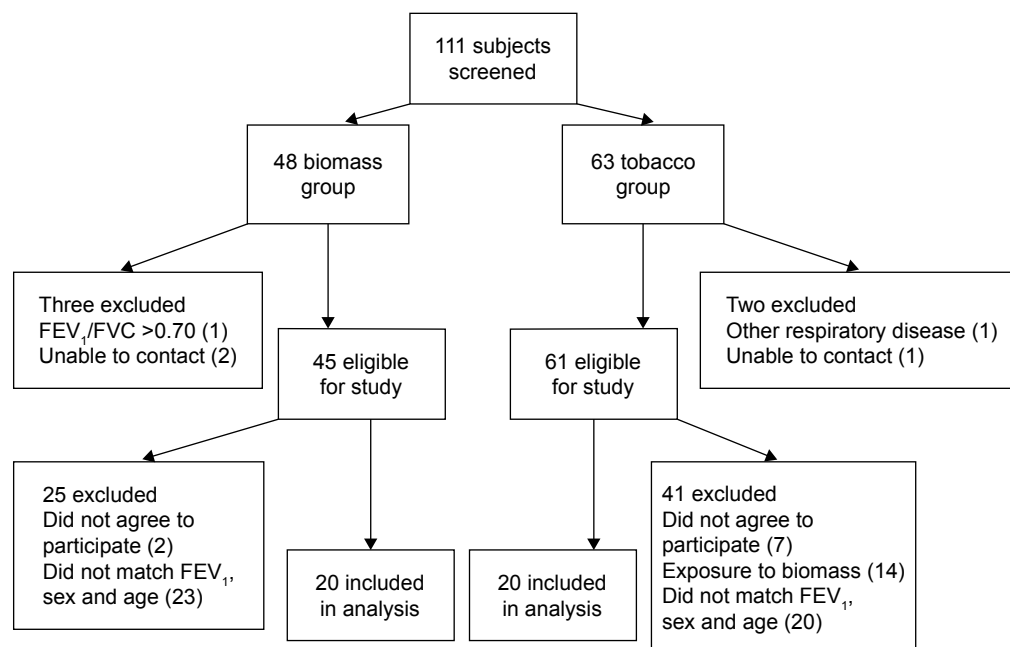 111 subjects
screened
48 biomass
group
63 tobacco
group
Three excluded
FEV₁/FVC >0.70 (1)
Unable to contact (2)
Two excluded
Other respiratory disease (1)
Unable to contact (1)
45 eligible
for study
61 eligible
for study
25 excluded
Did not agree to
participate (2)
Did not match FEV₁,
sex and age (23)
20 included
in analysis
20 included
in analysis
41 excluded
Did not agree to
participate (7)
Exposure to biomass (14)
Did not match FEV₁,
sex and age (20)